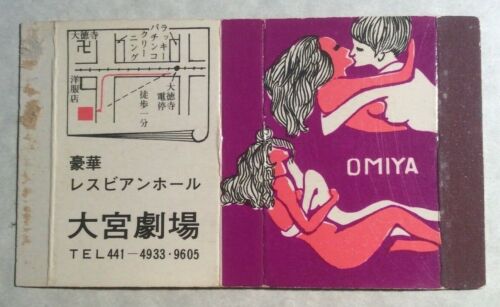 大徳寺
卍
ラッキー
パチンコ
クリー
ニング
洋服店
大徳寺
電停
徒歩一分
豪華
レスビアンホール
大宮劇場
TEL 441-4933・9605
OMIYA